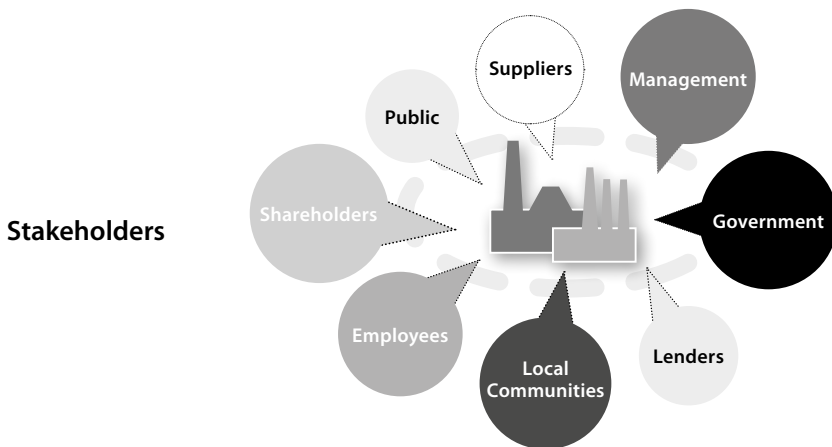 Suppliers
Management
Public
Shareholders
Government
Stakeholders
Employees
Lenders
Local
Communities